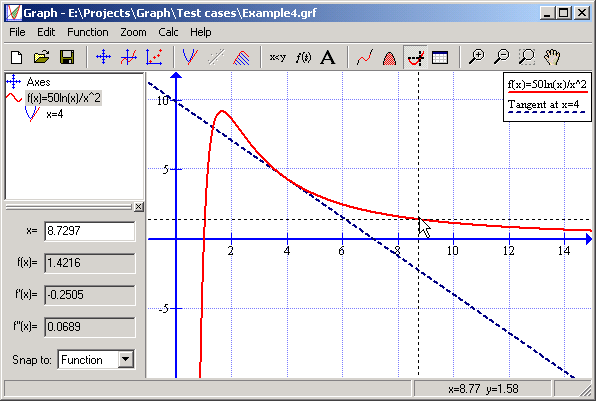 Graph - E:\Projects\Graph\Test cases\Example4.grf
File Edit Function Zoom Calc Help
x<y f(x) A
Axes
f(x)=50ln(x)/x^2
x=4
f(x)=50ln(x)/x^2
Tangent at x=4
10
5
-5
2 4 6 8 10 12 14
x= 8.7297
f(x)= 1.4216
f'(x)= -0.2505
f''(x)= 0.0689
Snap to: Function
x=8.77 y=1.58